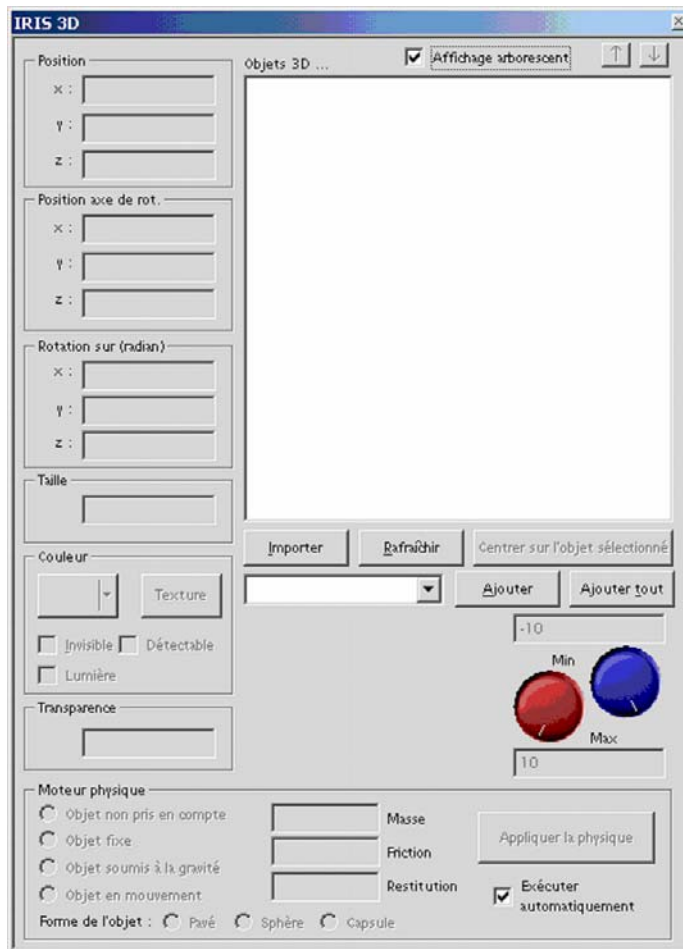 IRIS 3D
Position
x :
y :
z :
Position axe de rot.
x :
y :
z :
Rotation sur (radian)
x :
y :
z :
Taille
Couleur
Texture
Invisible Détectable
Lumière
Transparence
Objets 3D ... Affichage arborescent
Importer Rafraîchir Centrer sur l'objet sélectionné
Ajouter Ajouter tout
-10
Min
Max
10
Moteur physique
Objet non pris en compte
Objet fixe
Objet soumis à la gravité
Objet en mouvement
Masse
Friction
Restitution
Appliquer la physique
Exécuter
automatiquement
Forme de l'objet : Pavé Sphère Capsule